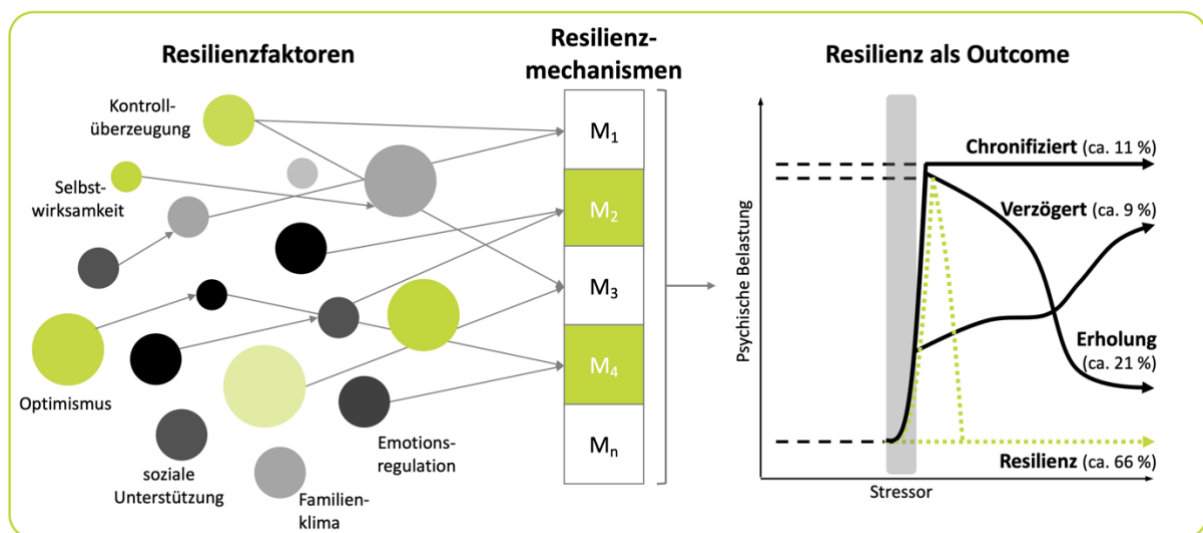 Resilienzfaktoren
Kontroll-
überzeugung
Selbst-
wirksamkeit
Optimismus
soziale
Unterstützung
Familien-
klima
Emotions-
regulation
Resilienz-
mechanismen
M1
M2
M3
M4
Mn
Resilienz als Outcome
Psychische Belastung
Chronifiziert (ca. 11 %)
Verzögert (ca. 9 %)
Erholung
(ca. 21 %)
Resilienz (ca. 66 %)
Stressor